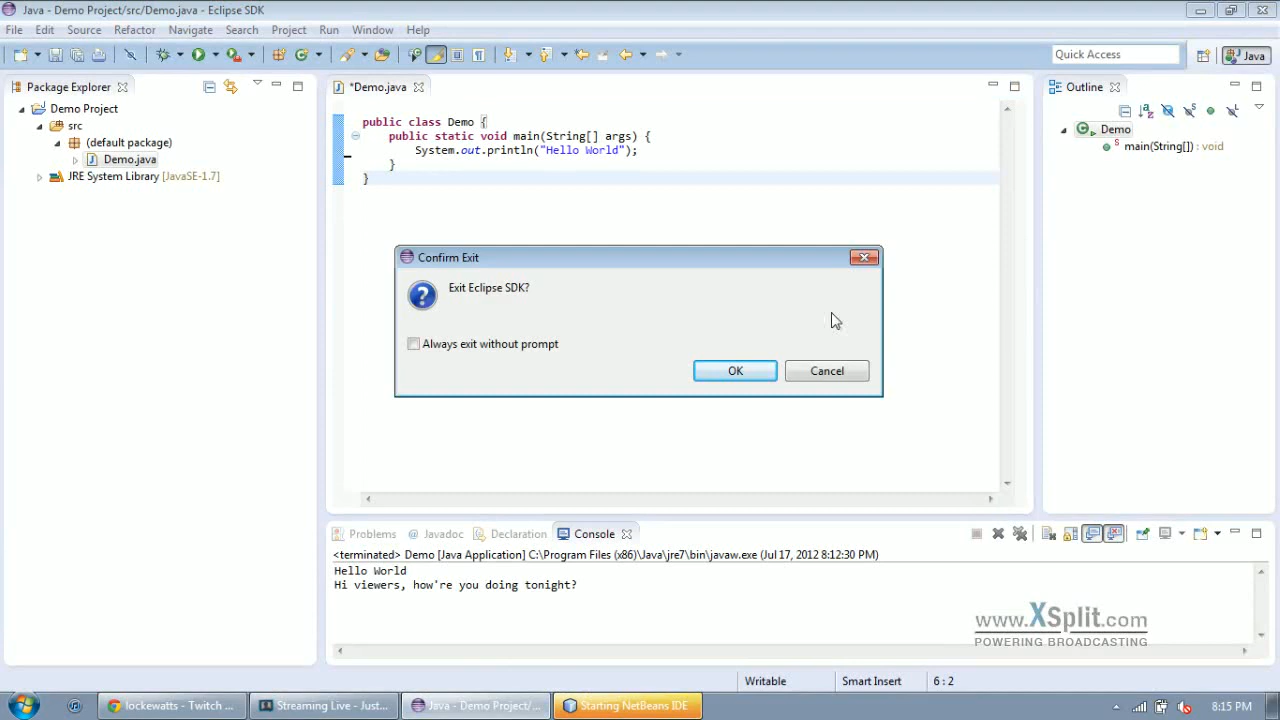 Java - Demo Project/src/Demo.java - Eclipse SDK
File Edit Source Refactor Navigate Search Project Run Window Help
Quick Access
Java
Package Explorer
Demo Project
src
(default package)
Demo.java
JRE System Library [JavaSE-1.7]
*Demo.java
public class Demo {
public static void main(String[] args) {
System.out.println("Hello World");
}
}
Outline
Demo
main(String[]) : void
Confirm Exit
Exit Eclipse SDK?
Always exit without prompt
OK Cancel
Problems Javadoc Declaration Console
<terminated> Demo [Java Application] C:\Program Files (x86)\Java\jre7\bin\javaw.exe (Jul 17, 2012 8:12:30 PM)
Hello World
Hi viewers, how're you doing tonight?
www.XSplit.com
POWERING BROADCASTING
Writable Smart Insert 6 : 2
lockewatts - Twitch ... Streaming Live - Just... Java - Demo Project/... Starting NetBeans IDE 8:15 PM